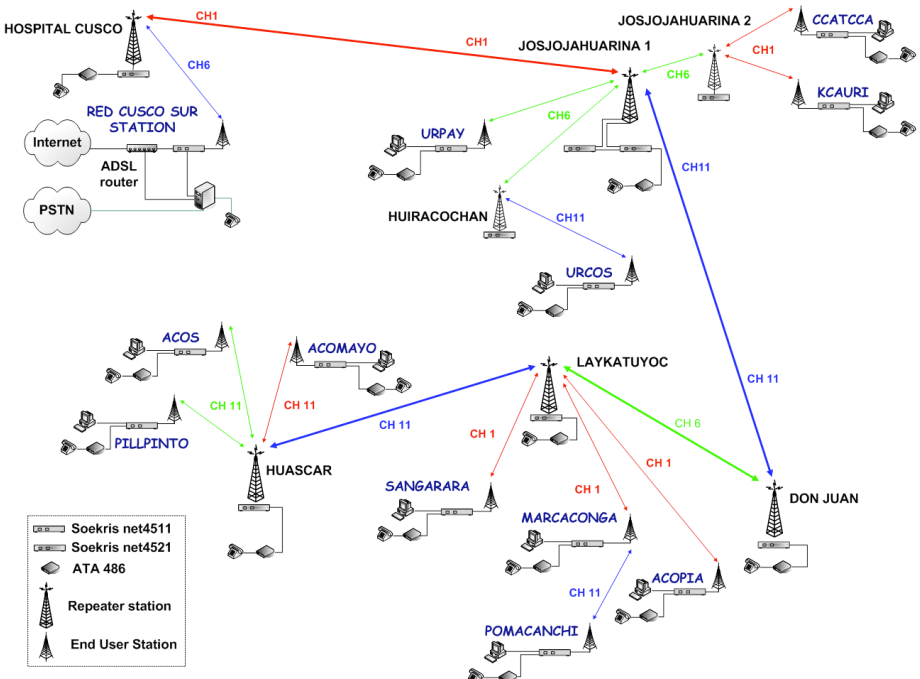 HOSPITAL CUSCO
CH1
CH1
JOSJOJAHUARINA 1
JOSJOJAHUARINA 2
CCATCCA
CH1
KCAURI
CH6
CH6
RED CUSCO SUR
STATION
Internet
ADSL
router
PSTN
URPAY
CH6
CH11
HUIRACOCHAN
CH11
URCOS
ACOS
ACOMAYO
CH 11
CH 11
PILLPINTO
HUASCAR
CH 11
LAYKATUYOC
CH 11
CH 6
CH 1
CH 1
CH 1
SANGARARA
MARCACONGA
DON JUAN
ACOPIA
CH 11
POMACANCHI
Soekris net4511
Soekris net4521
ATA 486
Repeater station
End User Station